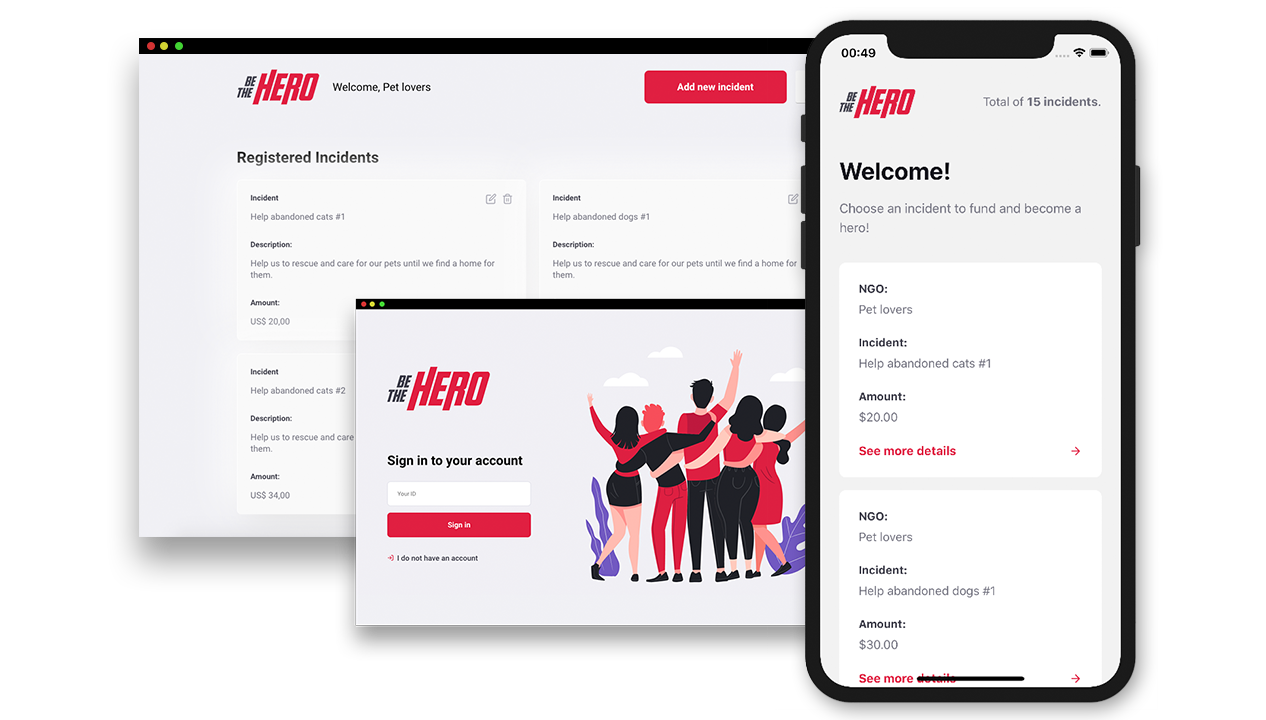 BE THE HERO
Welcome, Pet lovers
Add new incident
Registered Incidents
Incident
Help abandoned cats #1
Description:
Help us to rescue and care for our pets until we find a home for
them.
Amount:
US$ 20,00
Incident
Help abandoned dogs #1
Description:
Help us to rescue and care for our pets until we find a home for
them.
Incident
Help abandoned cats #2
Description:
Help us to rescue and care
them.
Amount:
US$ 34,00
BE THE HERO
Sign in to your account
Your ID
Sign in
I do not have an account
00:49
BE THE HERO
Total of 15 incidents.
Welcome!
Choose an incident to fund and become a
hero!
NGO:
Pet lovers
Incident:
Help abandoned cats #1
Amount:
$20.00
See more details
NGO:
Pet lovers
Incident:
Help abandoned dogs #1
Amount:
$30.00
See more details